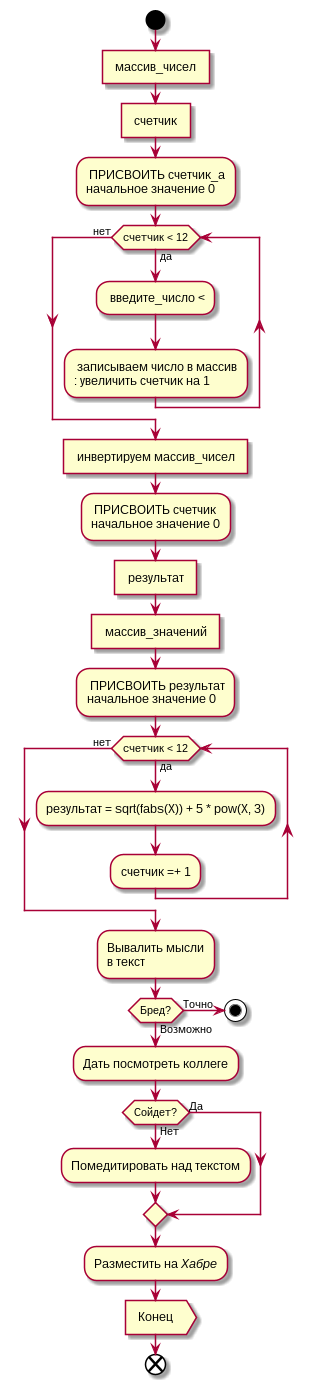 массив_чисел
счетчик
ПРИСВОИТЬ счетчик_а
начальное значение 0
нет
счетчик < 12
да
введите_число <
записываем число в массив
: увеличить счетчик на 1
инвертируем массив_чисел
ПРИСВОИТЬ счетчик
начальное значение 0
результат
массив_значений
ПРИСВОИТЬ результат
начальное значение 0
нет
счетчик < 12
да
результат = sqrt(fabs(X)) + 5 * pow(X, 3)
счетчик =+ 1
Вывалить мысли
в текст
Бред?
Точно
Возможно
Дать посмотреть коллеге
Сойдет?
Да
Нет
Помедитировать над текстом
Разместить на Хабре
Конец